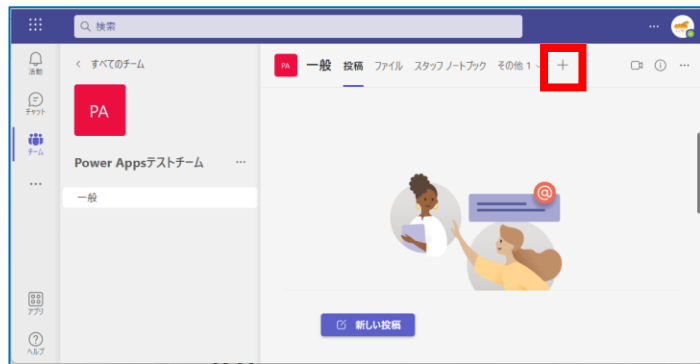 検索
活動
チャット
チーム
アプリ
ヘルプ
すべてのチーム
PA
Power Appsテストチーム
一般
PA 一般 投稿 ファイル スタッフ ノートブック その他 1
@
新しい投稿